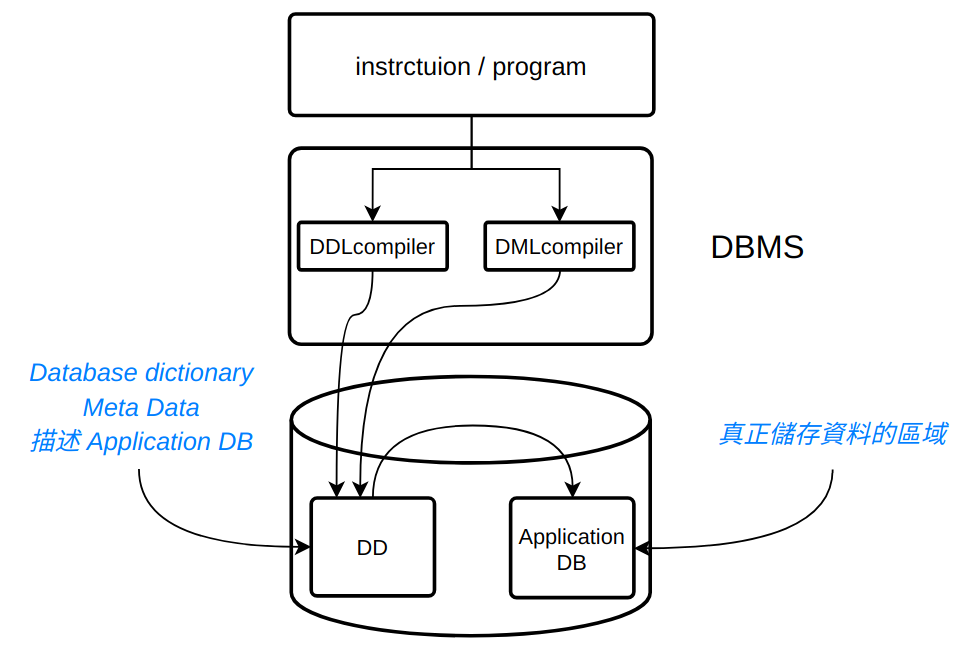 instrctuion / program
DDLcompiler
DMLcompiler
DBMS
Database dictionary
Meta Data
描述 Application DB
真正儲存資料的區域
DD
Application
DB